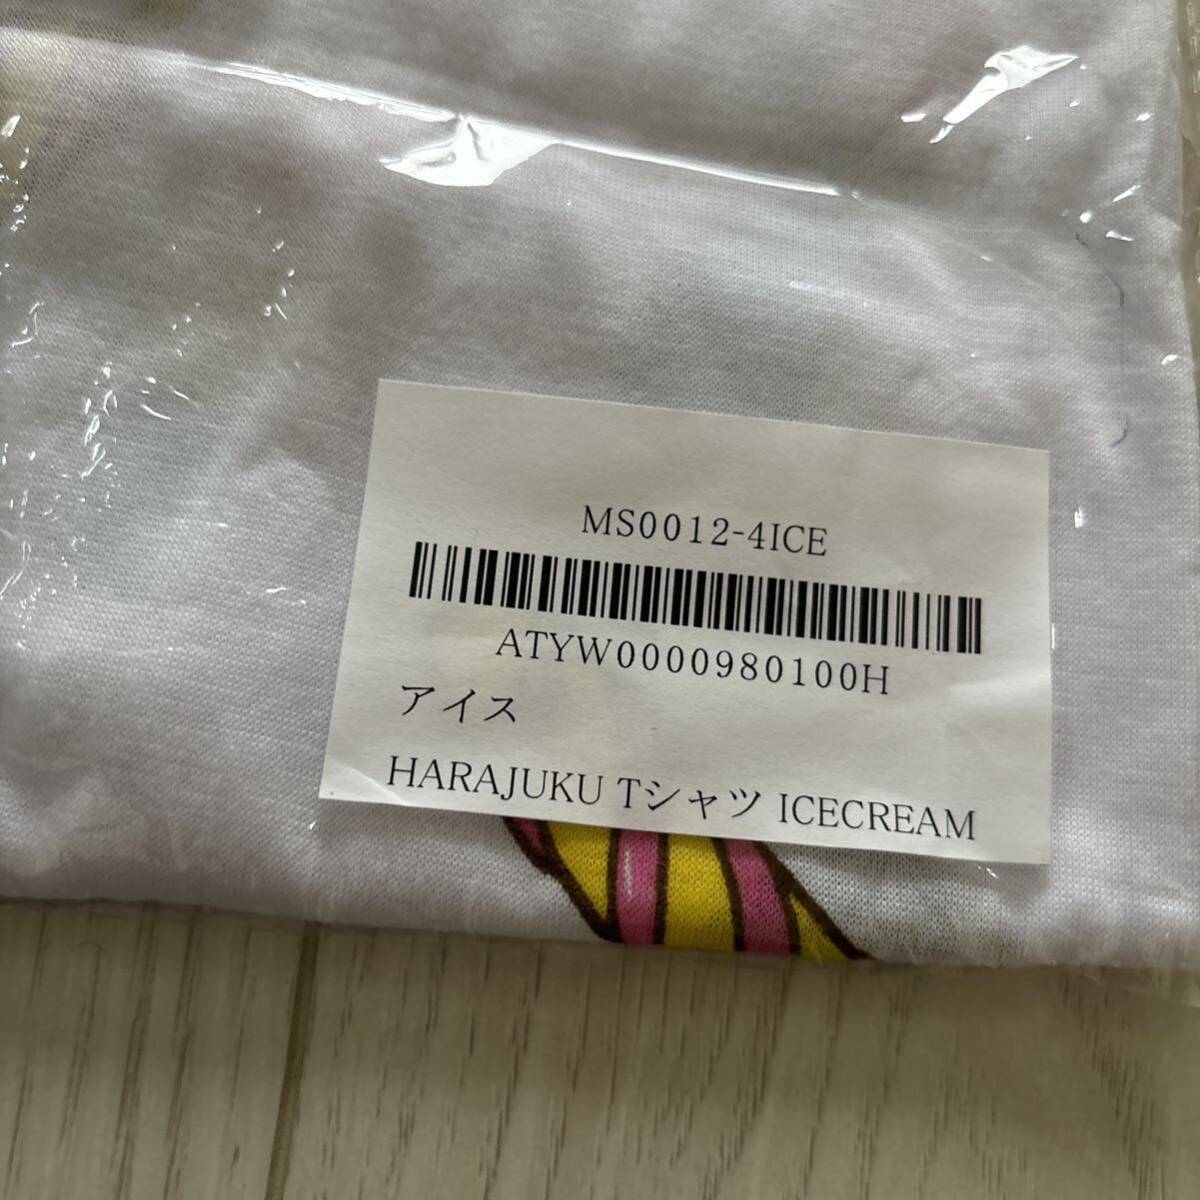 MS0012-4ICE
ATYW0000980100H
アイス
HARAJUKU Tシャツ ICECREAM